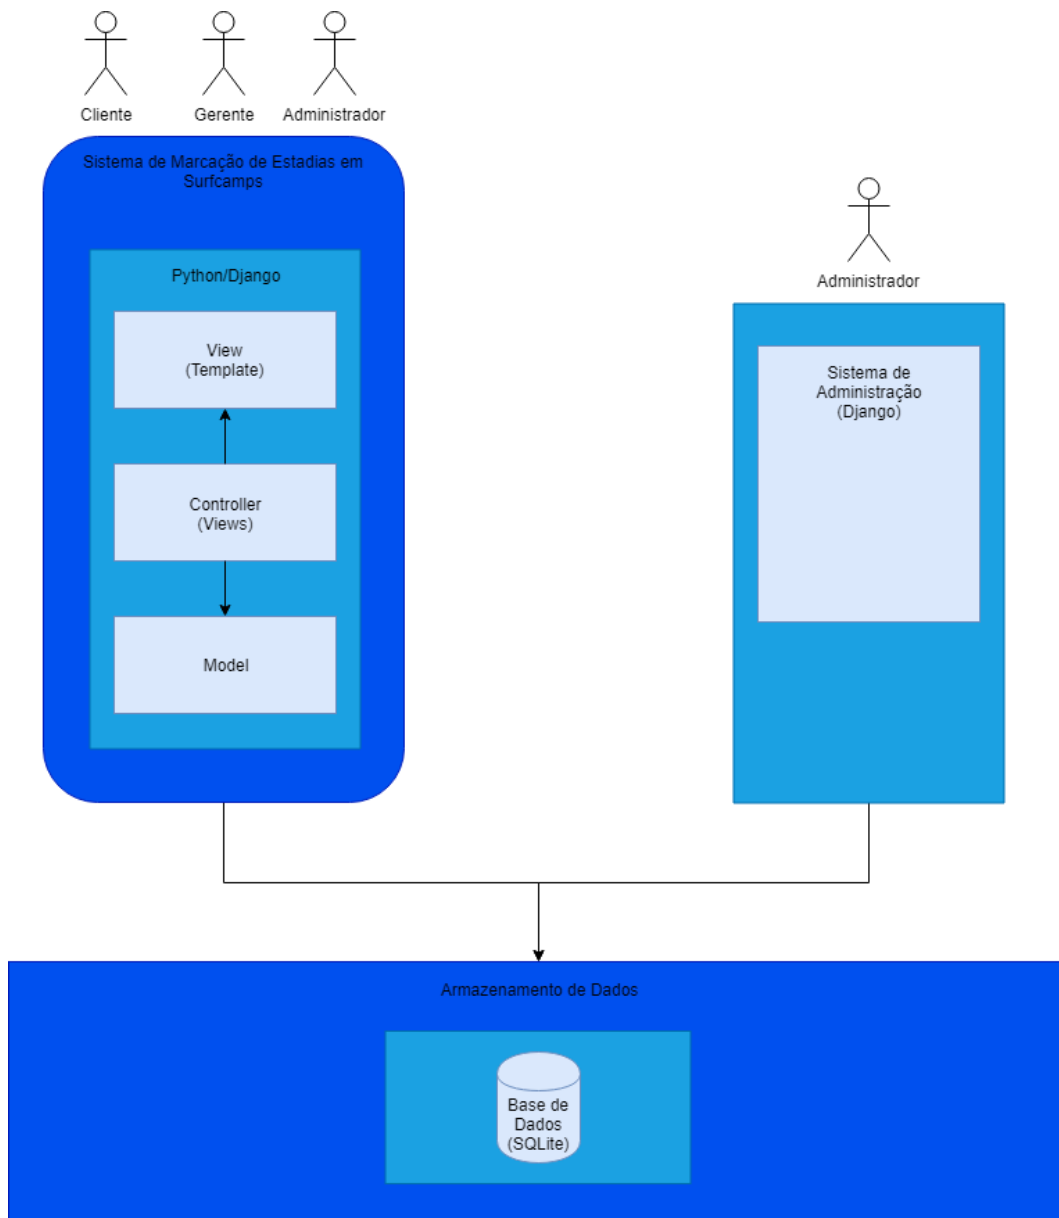 Cliente
Gerente
Administrador
Sistema de Marcação de Estadias em
Surfcamps
Python/Django
View
(Template)
Controller
(Views)
Model
Administrador
Sistema de
Administração
(Django)
Armazenamento de Dados
Base de
Dados
(SQLite)